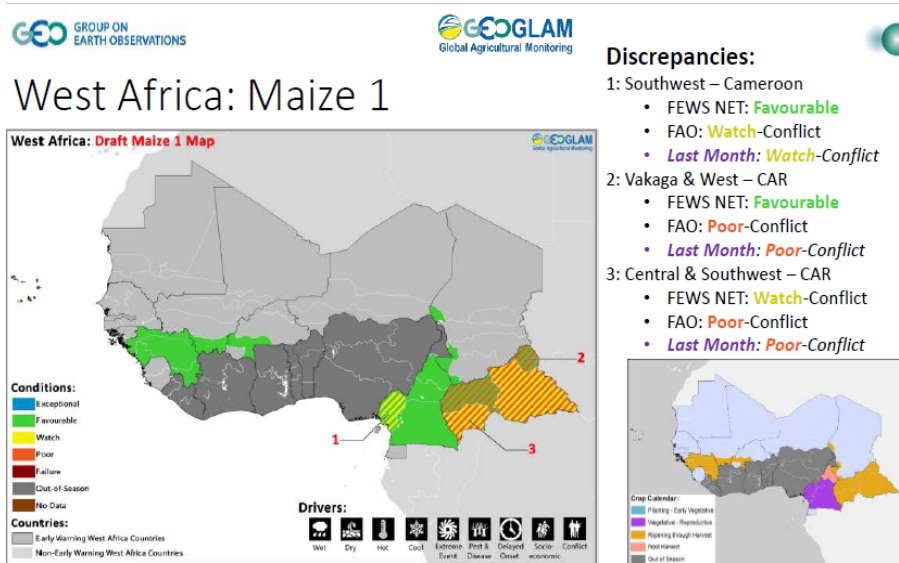 GEO GROUP ON
EARTH OBSERVATIONS
GEOGLAM
Global Agricultural Monitoring
West Africa: Maize 1
West Africa: Draft Maize 1 Map
GEOGLAM
Global Agricultural Monitoring
1
2
3
Conditions:
Exceptional
Favourable
Watch
Poor
Failure
Out-of-Season
No Data
Countries:
Early Warning West Africa Countries
Non-Early Warning West Africa Countries
Drivers:
Wet
Dry
Hot
Cool
Extreme
Event
Pest &
Disease
Delayed
Onset
Socio-
economic
Conflict
Discrepancies:
1: Southwest – Cameroon
• FEWS NET: Favourable
• FAO: Watch-Conflict
• Last Month: Watch-Conflict
2: Vakaga & West – CAR
• FEWS NET: Favourable
• FAO: Poor-Conflict
• Last Month: Poor-Conflict
3: Central & Southwest – CAR
• FEWS NET: Watch-Conflict
• FAO: Poor-Conflict
• Last Month: Poor-Conflict
Crop Calendar:
Planting - Early Vegetative
Vegetative - Reproductive
Ripening through Harvest
Post Harvest
Out of Season